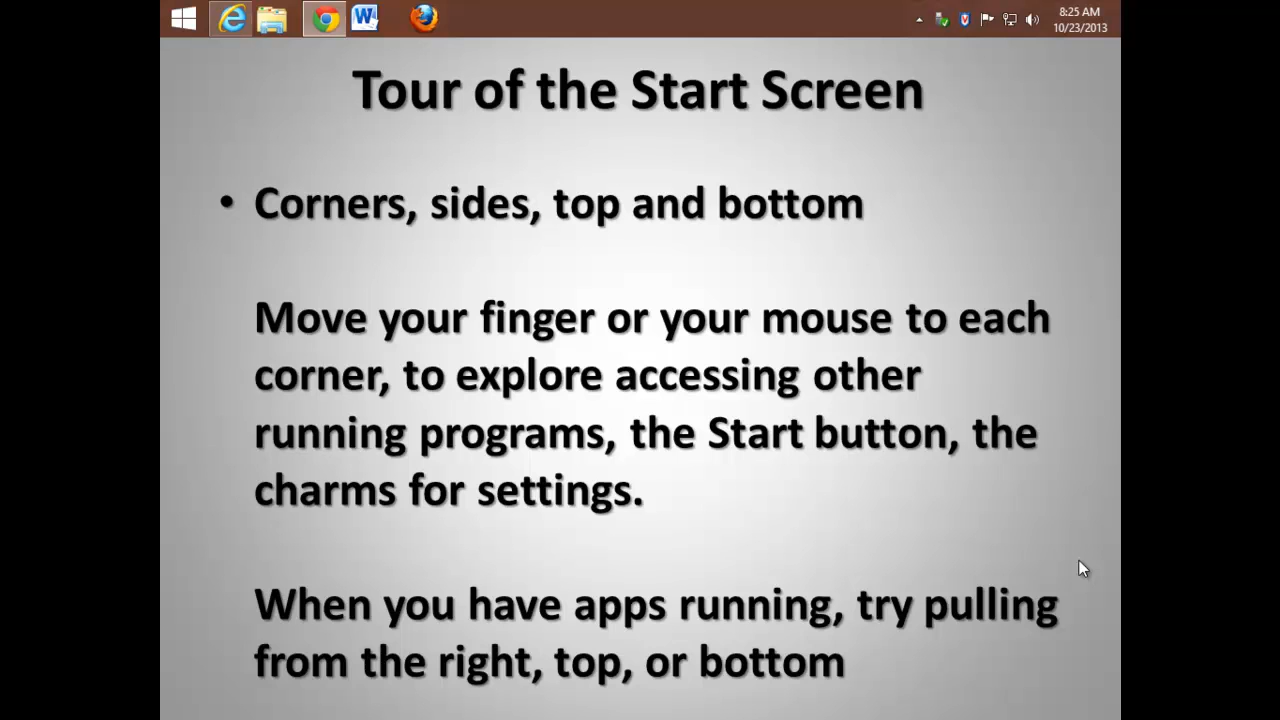 8:25 AM
10/23/2013
Tour of the Start Screen
• Corners, sides, top and bottom
Move your finger or your mouse to each
corner, to explore accessing other
running programs, the Start button, the
charms for settings.
When you have apps running, try pulling
from the right, top, or bottom